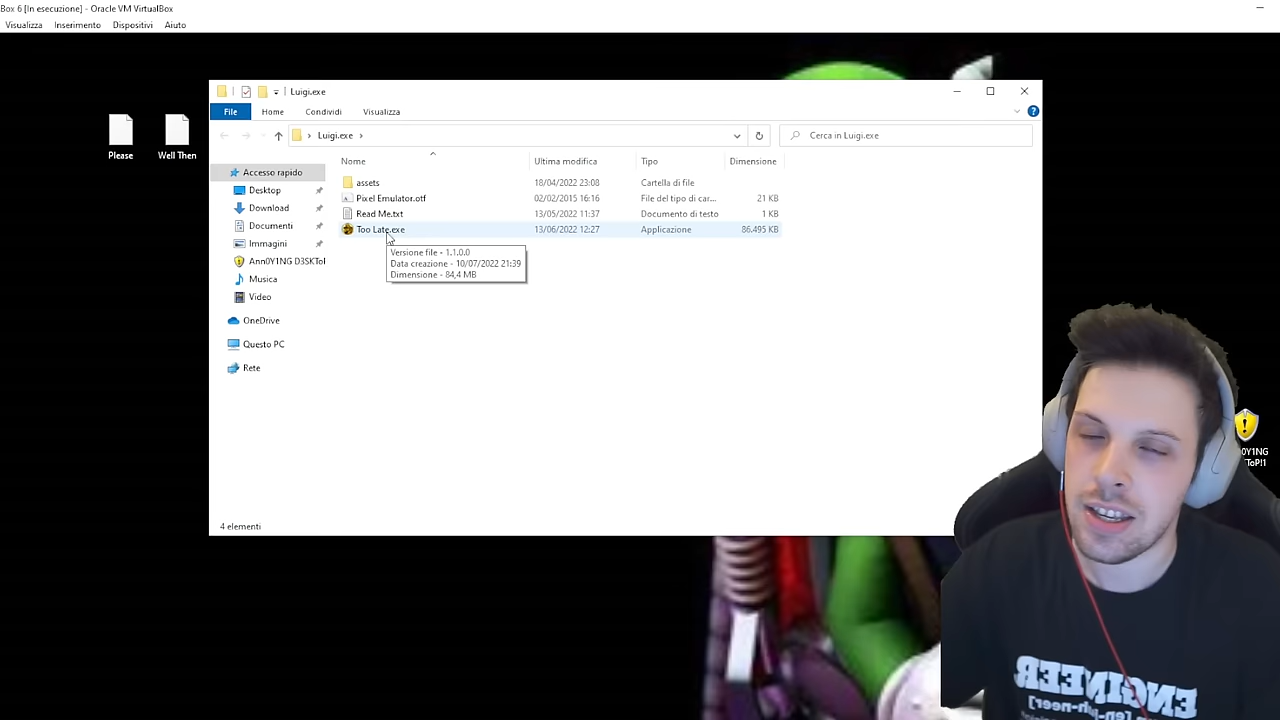 Box 6 [In esecuzione] - Oracle VM VirtualBox
Visualizza Inserimento Dispositivi Aiuto
Luigi.exe
File Home Condividi Visualizza
Luigi.exe
Cerca in Luigi.exe
Please
Well Then
Accesso rapido
Desktop
Download
Documenti
Immagini
Ann0Y1NG D3SKTol
Musica
Video
OneDrive
Questo PC
Rete
Nome Ultima modifica Tipo Dimensione
assets 18/04/2022 23:08 Cartella di file
Pixel Emulator.otf 02/02/2015 16:16 File del tipo di car... 21 KB
Read Me.txt 13/05/2022 11:37 Documento di testo 1 KB
Too Late.exe 13/06/2022 12:27 Applicazione 86.495 KB
Versione file - 1.1.0.0
Data creazione - 10/07/2022 21:39
Dimensione - 84,4 MB
4 elementi
0Y1NG
ToP!1
ENGINEER